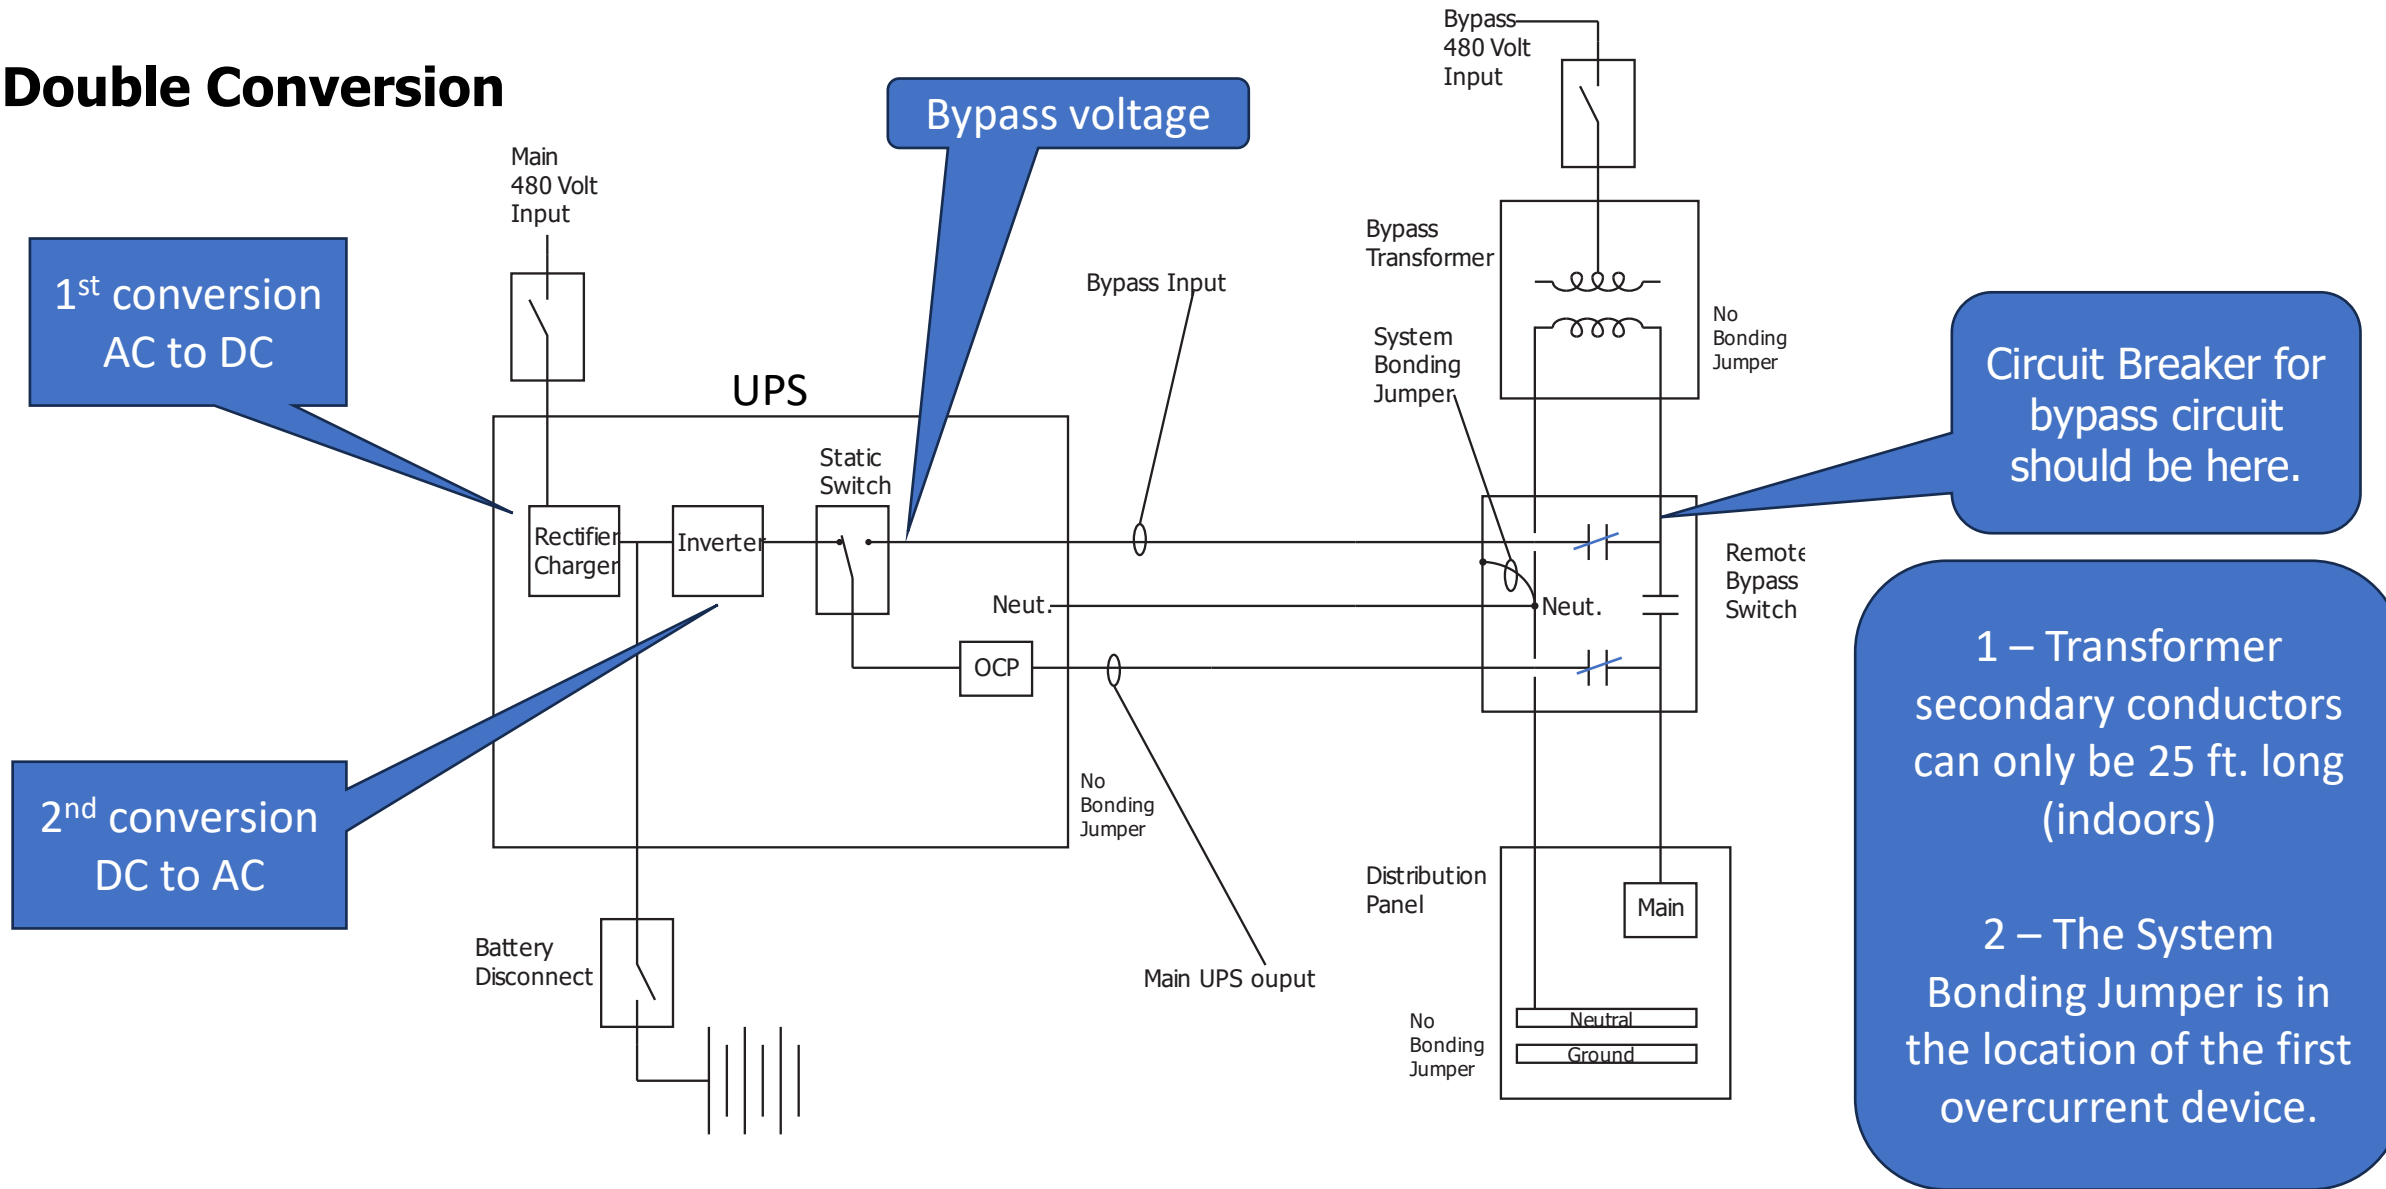 Double Conversion
Bypass
480 Volt
Input
Bypass voltage
Main
480 Volt
Input
1st conversion
AC to DC
Bypass
Transformer
Bypass Input
No
Bonding
Jumper
System
Bonding
Jumper
Circuit Breaker for
bypass circuit
should be here.
UPS
Static
Switch
Rectifier
Charger
Inverter
Neut.
Neut.
Remote
Bypass
Switch
OCP
1 – Transformer
secondary conductors
can only be 25 ft. long
(indoors)
2 – The System
Bonding Jumper is in
the location of the first
overcurrent device.
2nd conversion
DC to AC
No
Bonding
Jumper
Distribution
Panel
Main
Battery
Disconnect
Main UPS ouput
No
Bonding
Jumper
Neutral
Ground